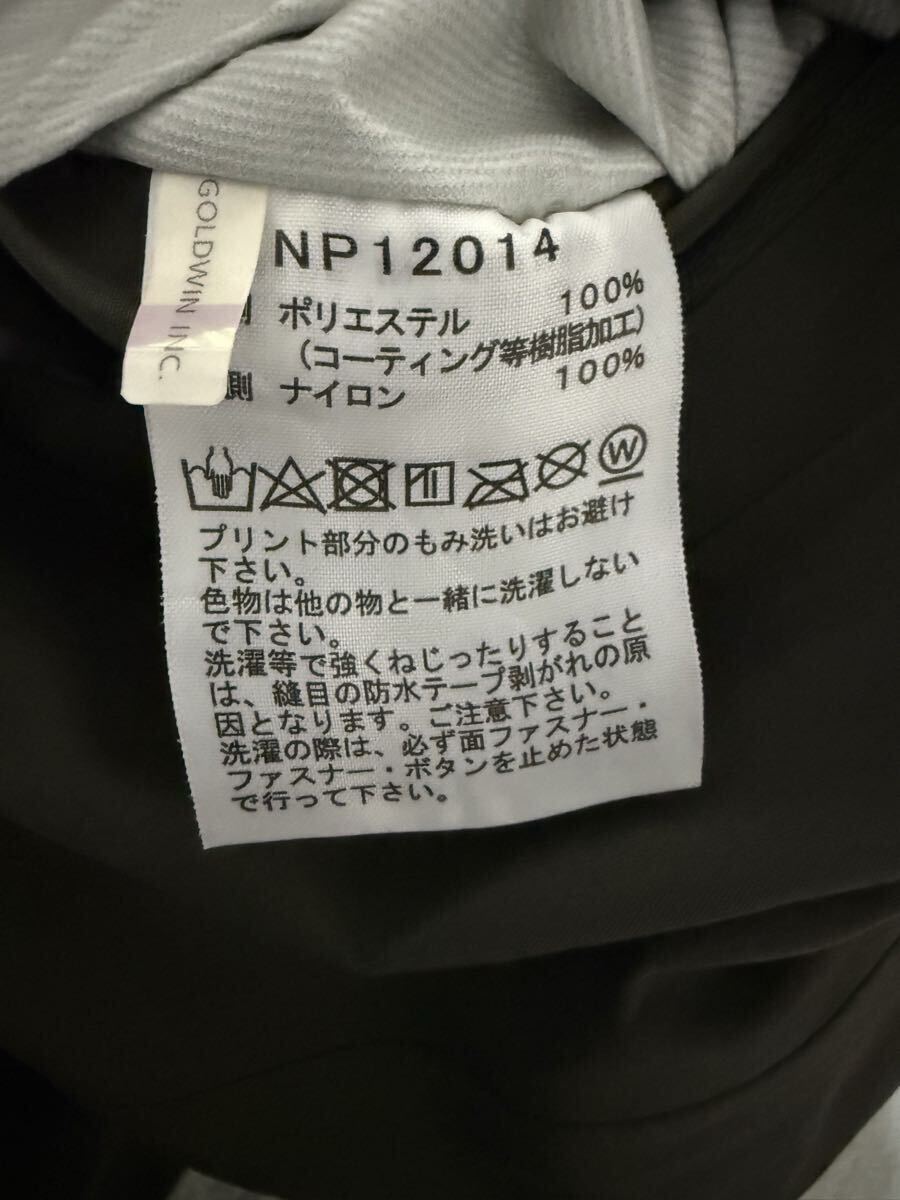 GOLDWIN INC.
NP12014
ポリエステル 100%
(コーティング等樹脂加工)
側 ナイロン 100%
W
プリント部分のもみ洗いはお避け
下さい。
色物は他の物と一緒に洗濯しない
で下さい。
洗濯等で強くねじったりすること
は、縫目の防水テープ剥がれの原
因となります。ご注意下さい。
洗濯の際は、必ず面ファスナー・
ファスナー・ボタンを止めた状態
で行って下さい。